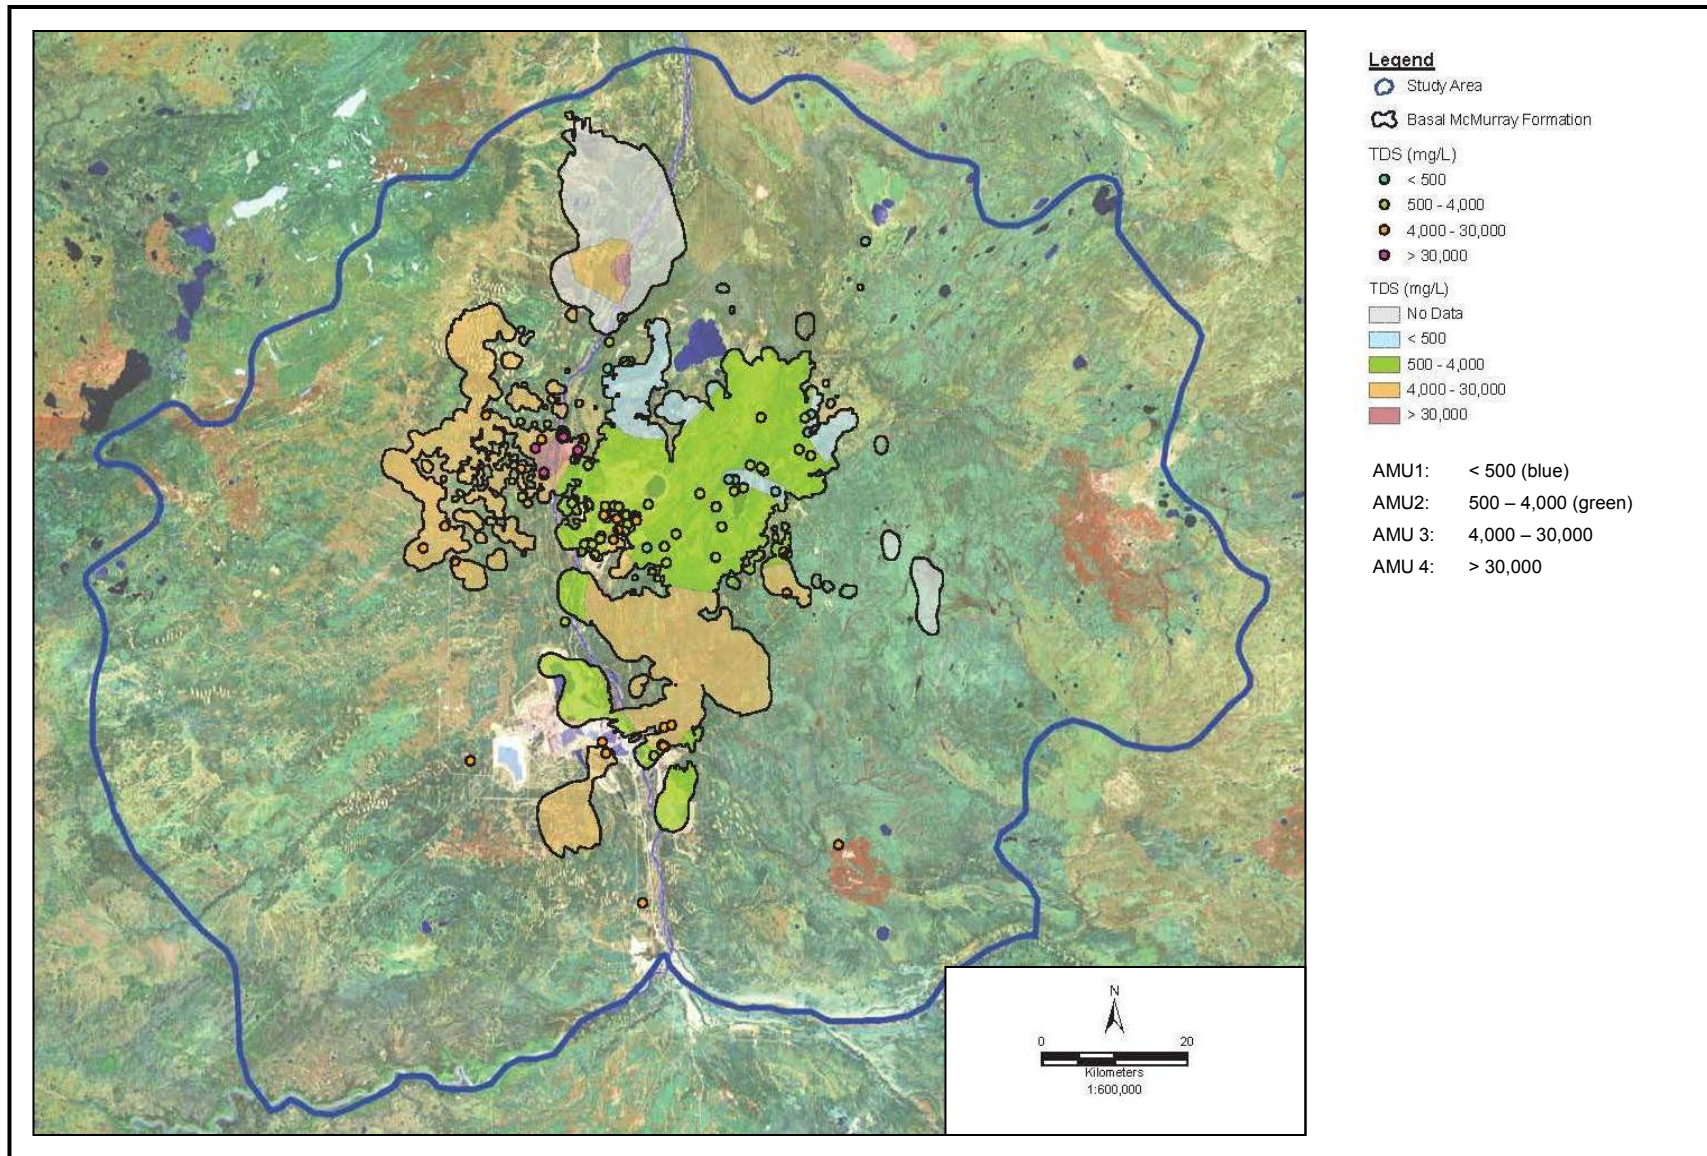 Legend
Study Area
Basal McMurray Formation
TDS (mg/L)
< 500
500 - 4,000
4,000 - 30,000
> 30,000
TDS (mg/L)
No Data
< 500
500 - 4,000
4,000 - 30,000
> 30,000
AMU1: < 500 (blue)
AMU2: 500 – 4,000 (green)
AMU 3: 4,000 – 30,000
AMU 4: > 30,000
N
0 20
Kilometers
1:600,000